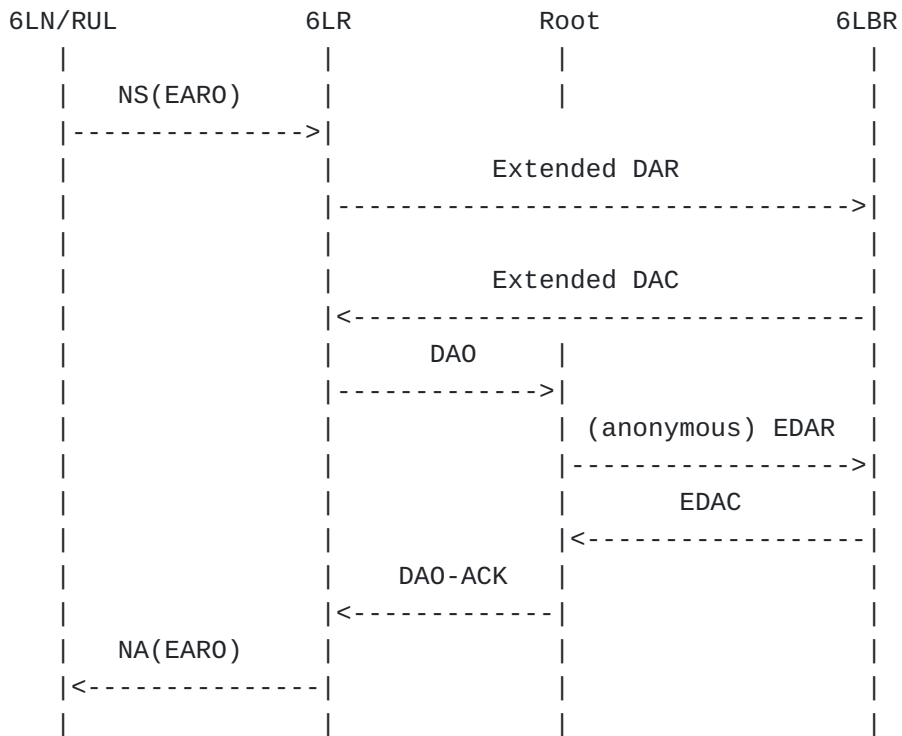 6LN/RUL 6LR Root 6LBR
NS(EARO)
Extended DAR
Extended DAC
DAO
(anonymous) EDAR
EDAC
DAO-ACK
NA(EARO)